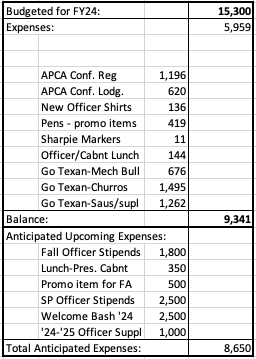 Budgeted for FY24: 15,300
Expenses: 5,959
APCA Conf. Reg 1,196
APCA Conf. Lodg. 620
New Officer Shirts 136
Pens - promo items 419
Sharpie Markers 11
Officer/Cabnt Lunch 144
Go Texan-Mech Bull 676
Go Texan-Churros 1,495
Go Texan-Saus/supl 1,262
Balance: 9,341
Anticipated Upcoming Expenses:
Fall Officer Stipends 1,800
Lunch-Pres. Cabnt 350
Promo item for FA 500
SP Officer Stipends 2,500
Welcome Bash '24 2,500
'24-'25 Officer Suppl 1,000
Total Anticipated Expenses: 8,650